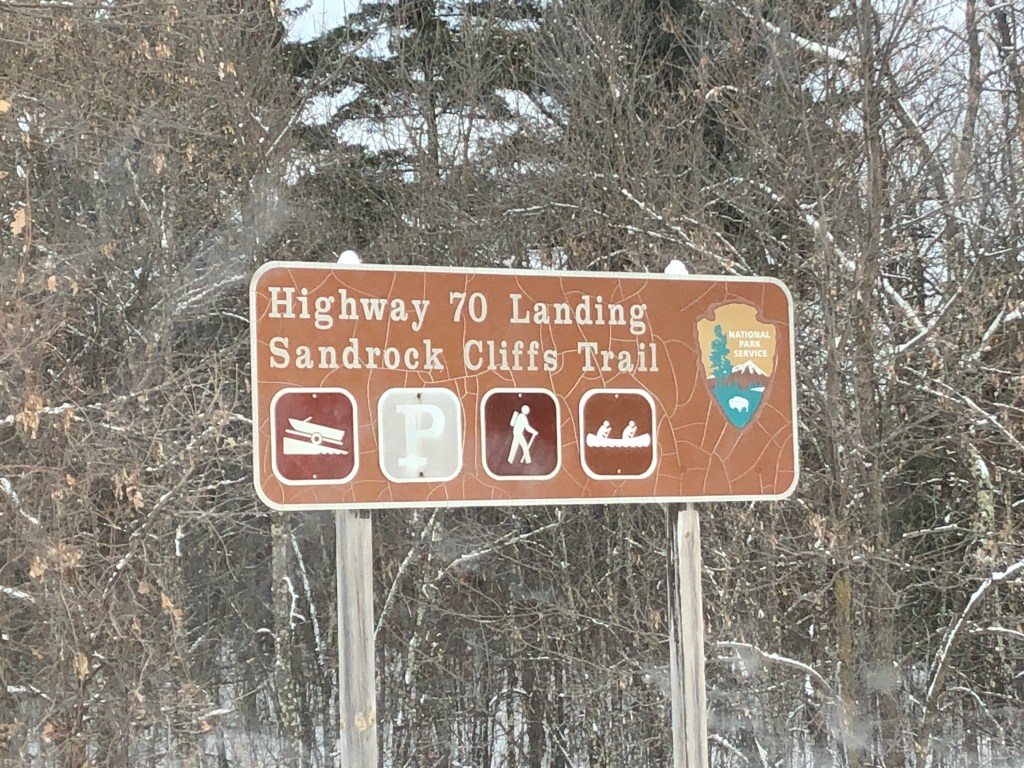 Highway 70 Landing
Sandrock Cliffs Trail
NATIONAL
PARK
SERVICE
P